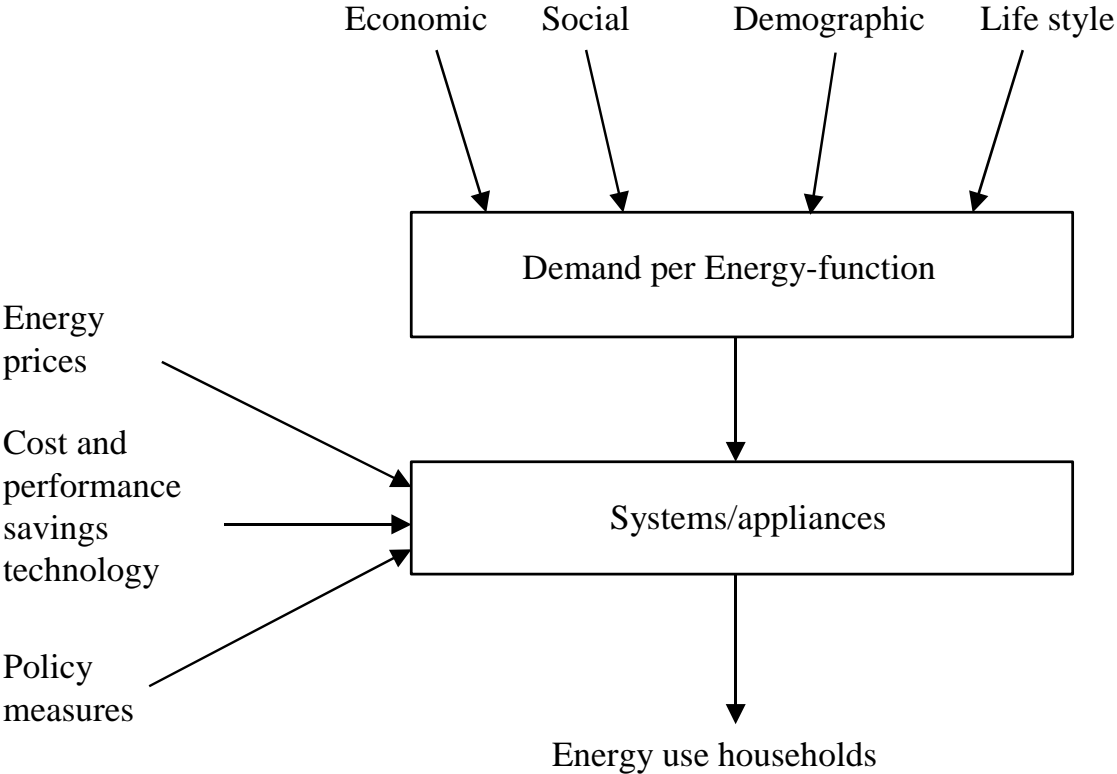 Economic Social Demographic Life style
Demand per Energy-function
Energy
prices
Cost and
performance
savings
technology
Systems/appliances
Policy
measures
Energy use households